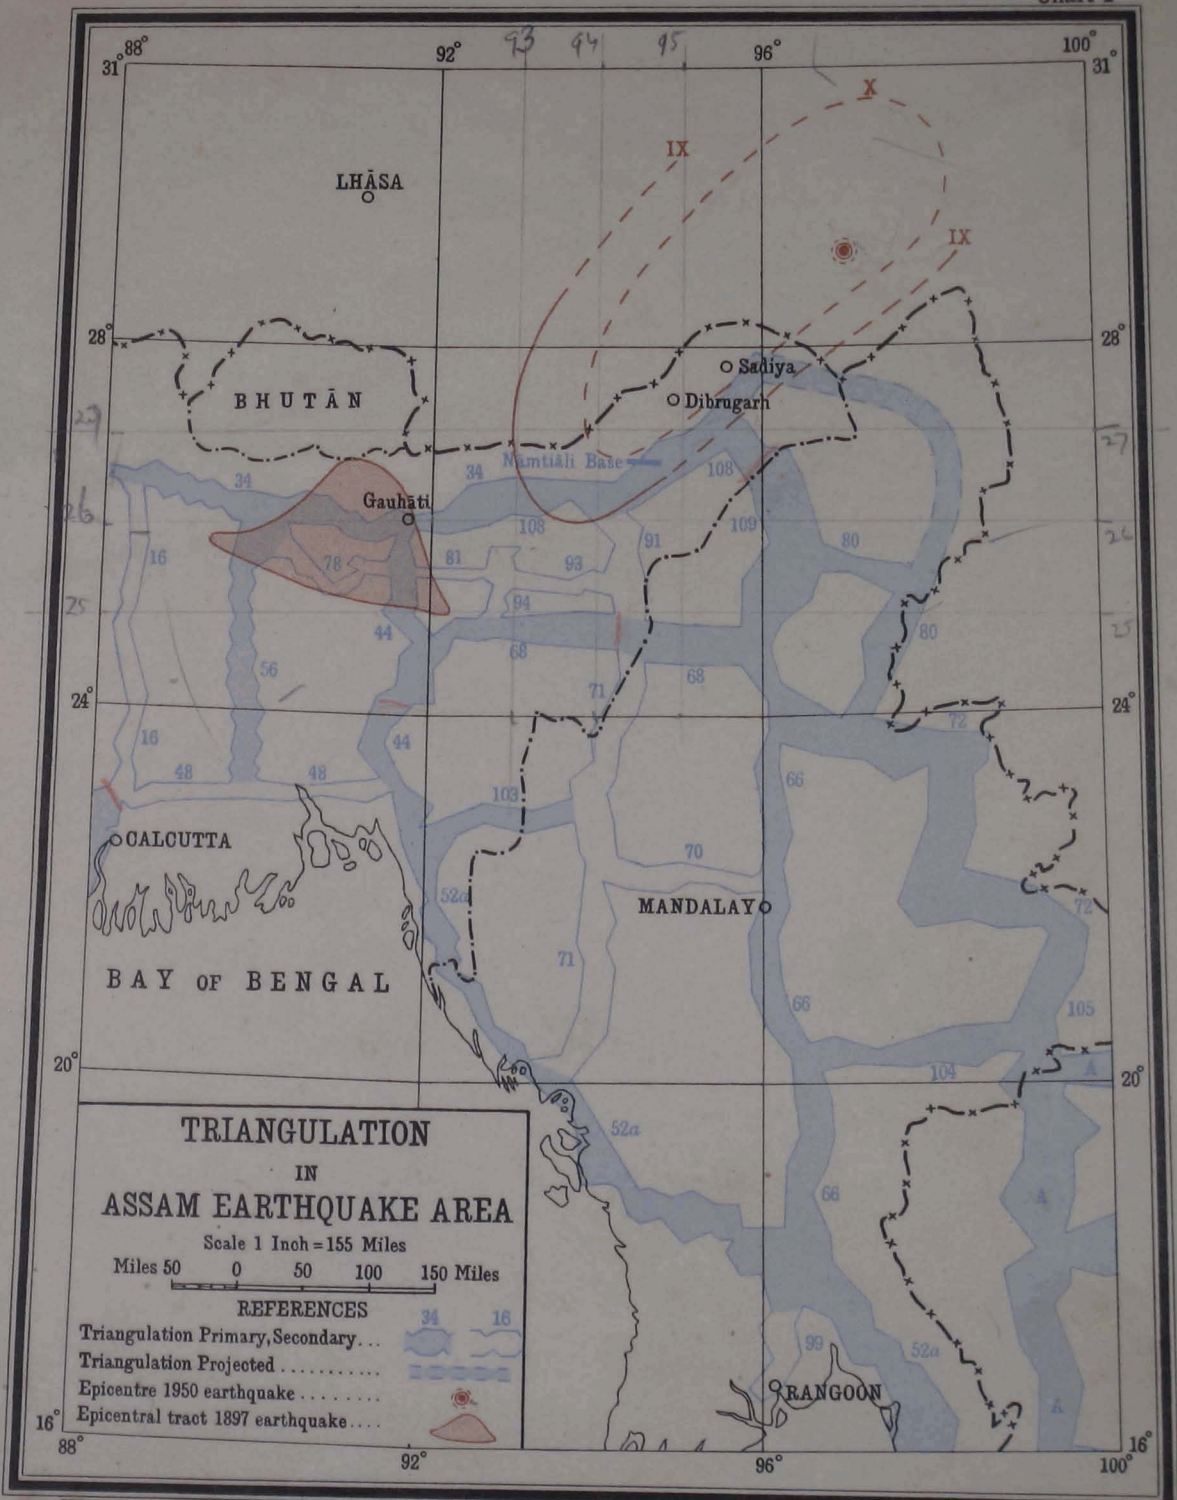 88°
92°
93
94
95
96°
100°
31°
31°
X
IX
LHĀSA
IX
28°
28°
Sadiya
BHUTĀN
Dibrugarh
27
27
Nāmtiāli Base
34
34
108
Gauhāti
26
108
109
26
16
78
81
93
91
80
94
25
25
44
68
80
56
68
24°
71
24°
72
16
44
48
48
66
103
CALCUTTA
70
52a
MANDALAY
72
BAY OF BENGAL
71
66
105
20°
104
A
20°
TRIANGULATION
IN
ASSAM EARTHQUAKE AREA
52a
66
A
Scale 1 Inch = 155 Miles
Miles 50 0 50 100 150 Miles
REFERENCES
34 16
Triangulation Primary, Secondary...
Triangulation Projected ..........
Epicentre 1950 earthquake ........
Epicentral tract 1897 earthquake....
99
52a
RANGOON
A
16°
16°
88°
92°
96°
100°